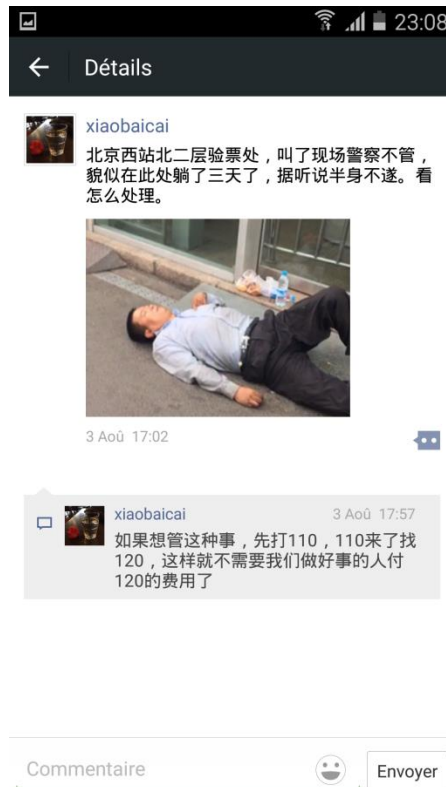 23:08
Détails
xiaobaicai
北京西站北二层验票处，叫了现场警察不管，
貌似在此处躺了三天了，据听说半身不遂。看
怎么处理。
3 Aoû 17:02
xiaobaicai 3 Aoû 17:57
如果想管这种事，先打110，110来了找
120，这样就不需要我们做好事的人付
120的费用了
Commentaire
Envoyer